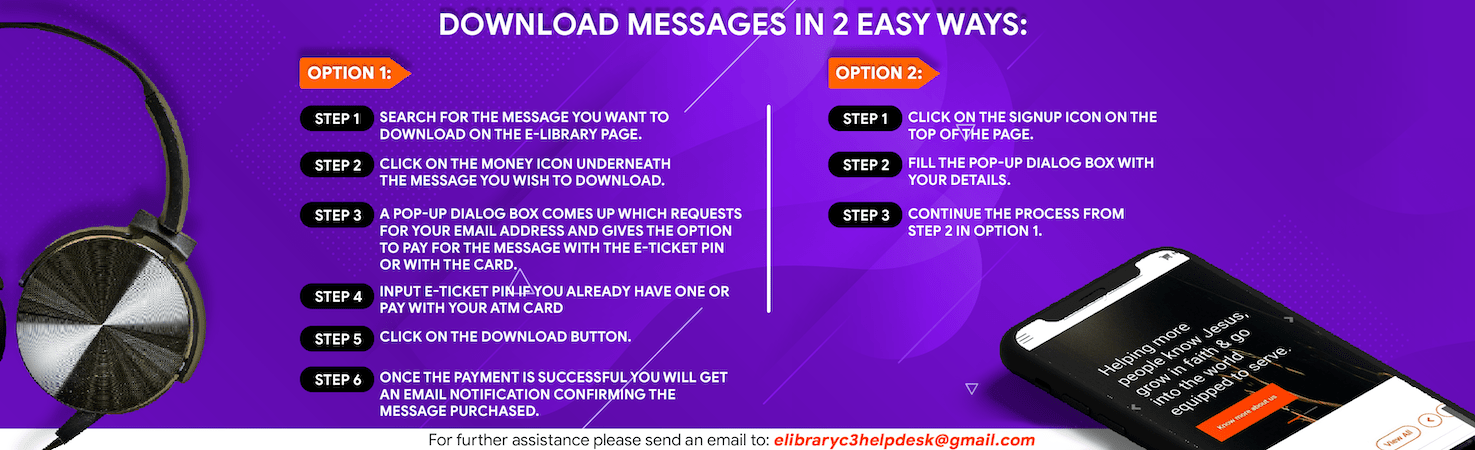 DOWNLOAD MESSAGES IN 2 EASY WAYS:
OPTION 1:
STEP 1
SEARCH FOR THE MESSAGE YOU WANT TO
DOWNLOAD ON THE E-LIBRARY PAGE.
STEP 2
CLICK ON THE MONEY ICON UNDERNEATH
THE MESSAGE YOU WISH TO DOWNLOAD.
STEP 3
A POP-UP DIALOG BOX COMES UP WHICH REQUESTS
FOR YOUR EMAIL ADDRESS AND GIVES THE OPTION
TO PAY FOR THE MESSAGE WITH THE E-TICKET PIN
OR WITH THE CARD.
STEP 4
INPUT E-TICKET PIN IF YOU ALREADY HAVE ONE OR
PAY WITH YOUR ATM CARD
STEP 5
CLICK ON THE DOWNLOAD BUTTON.
STEP 6
ONCE THE PAYMENT IS SUCCESSFUL YOU WILL GET
AN EMAIL NOTIFICATION CONFIRMING THE
MESSAGE PURCHASED.
OPTION 2:
STEP 1
CLICK ON THE SIGNUP ICON ON THE
TOP OF THE PAGE.
STEP 2
FILL THE POP-UP DIALOG BOX WITH
YOUR DETAILS.
STEP 3
CONTINUE THE PROCESS FROM
STEP 2 IN OPTION 1.
Helping more
people know Jesus,
grow in faith & go
into the world
equipped to serve.
Know more about us
View All
For further assistance please send an email to: elibraryc3helpdesk@gmail.com